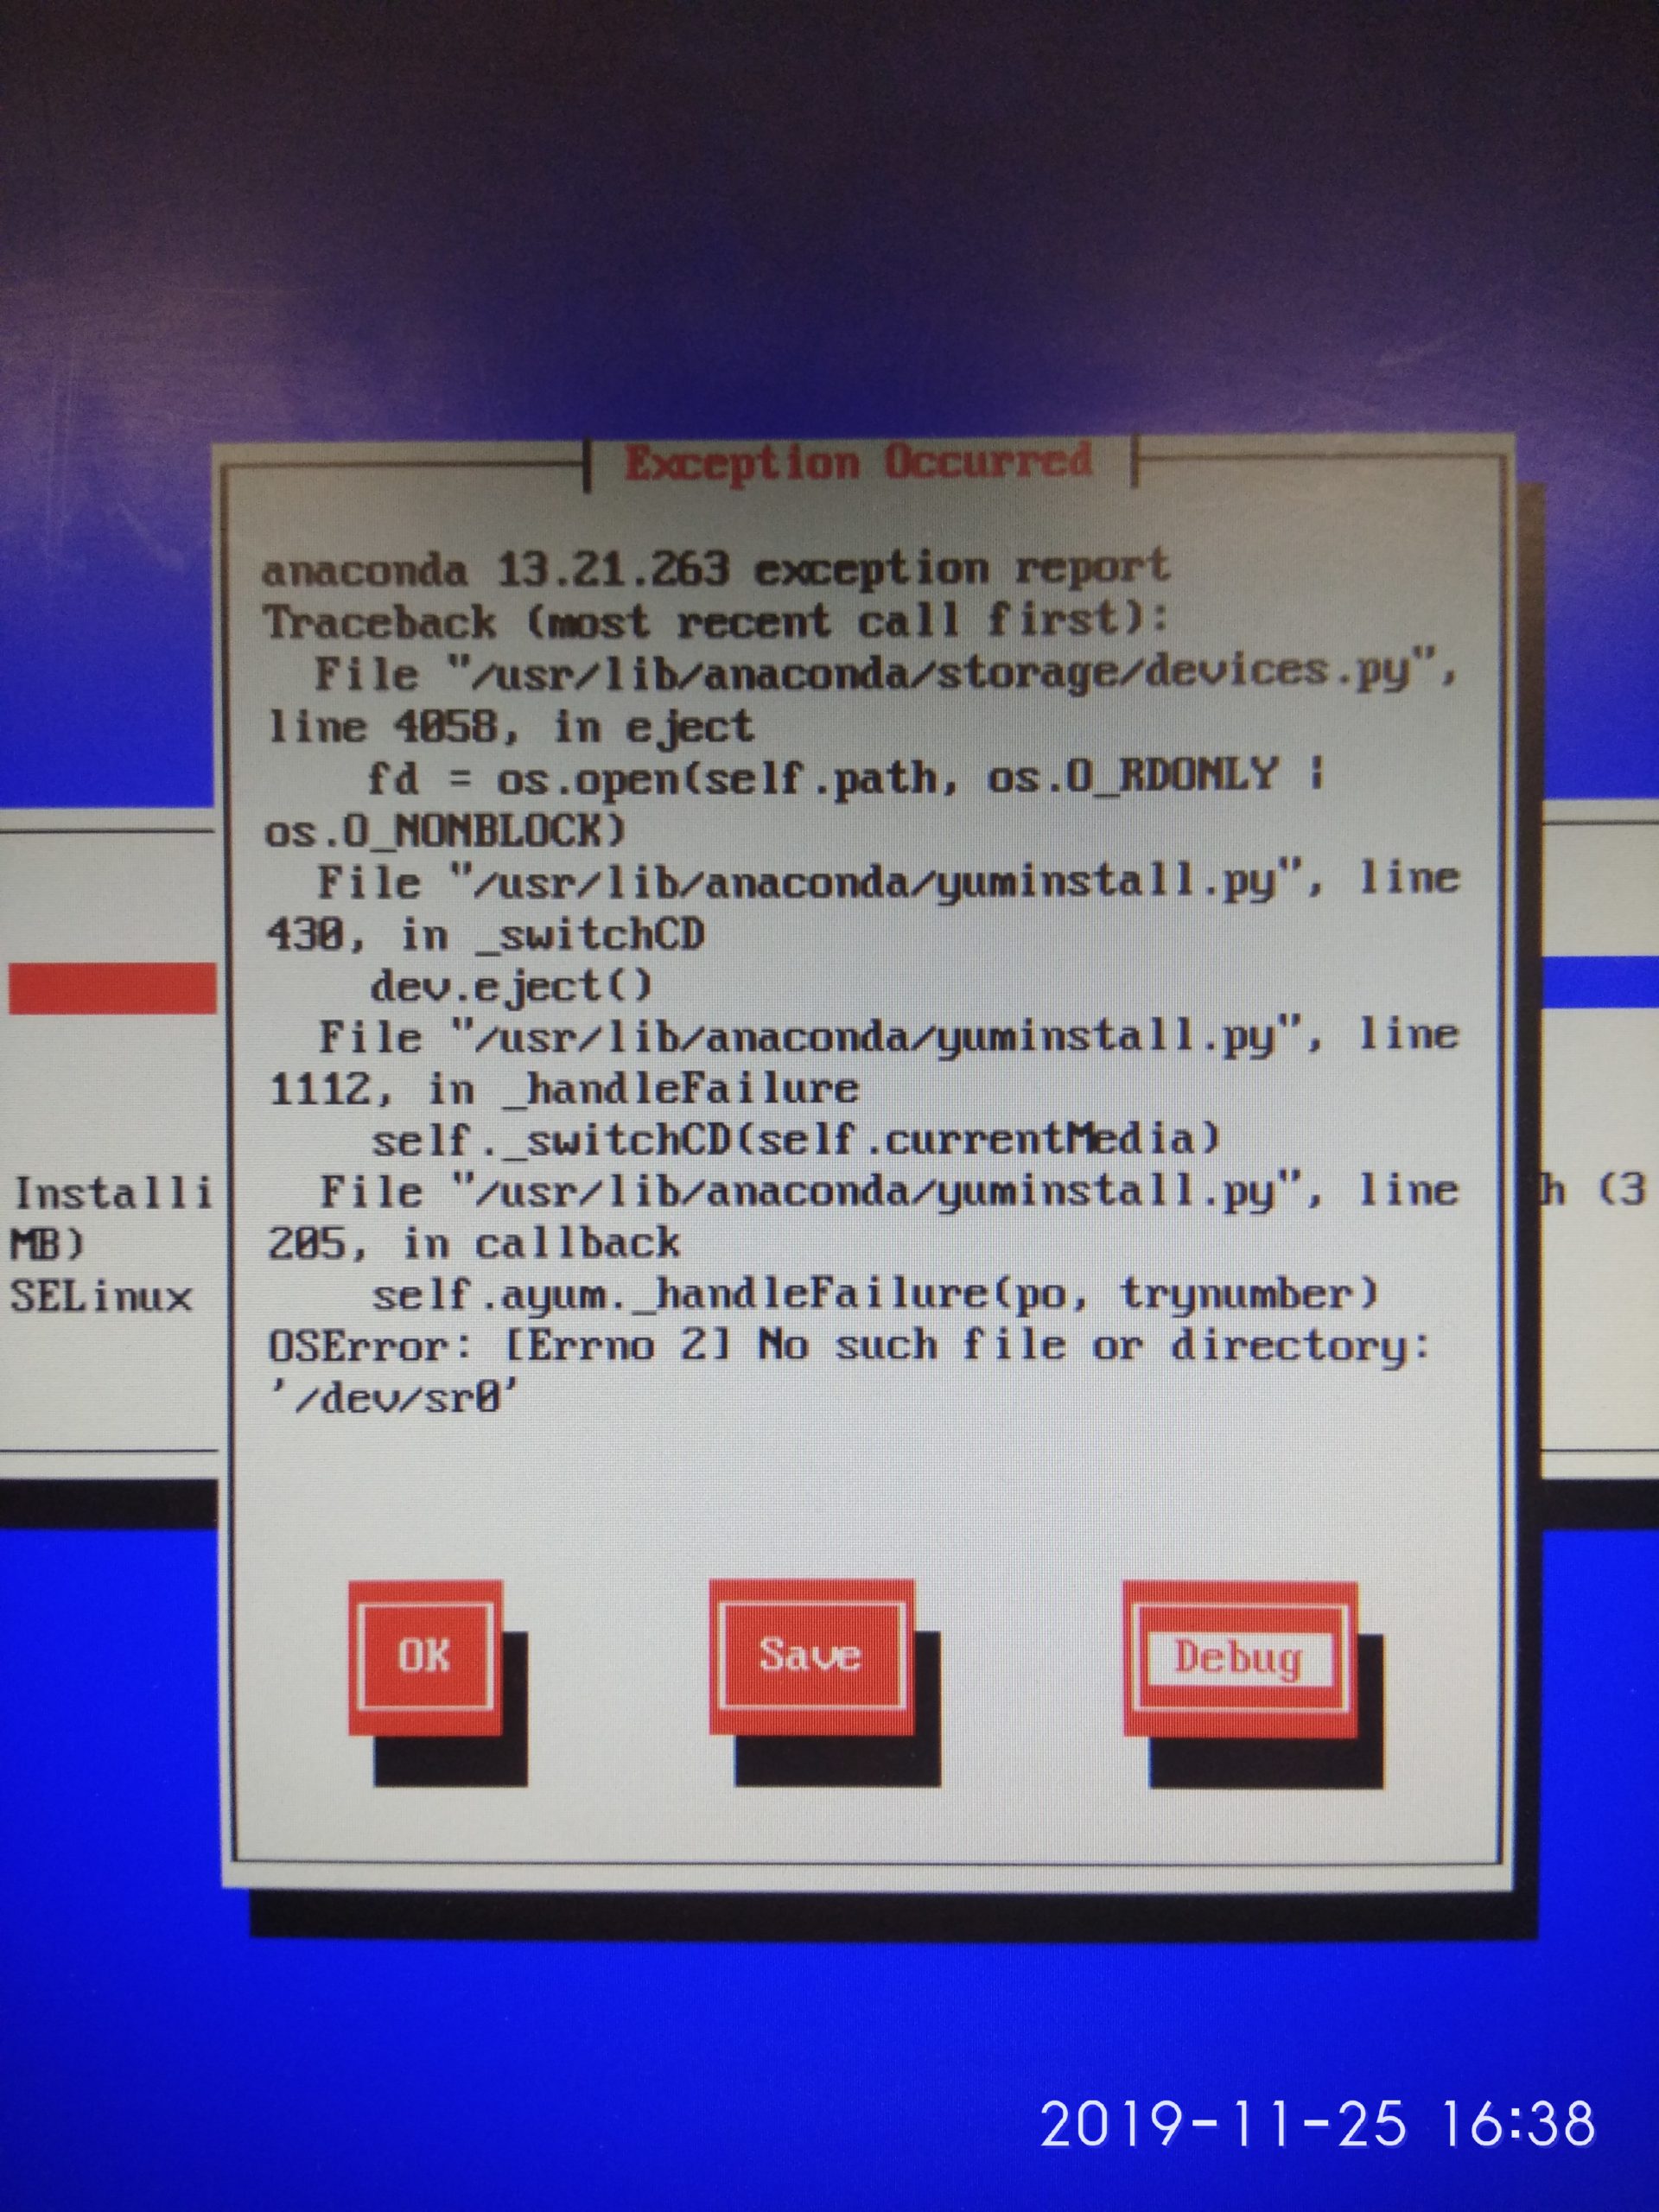 Exception Occurred
anaconda 13.21.263 exception report
Traceback (most recent call first):
File "/usr/lib/anaconda/storage/devices.py",
line 4058, in eject
fd = os.open(self.path, os.O_RDONLY |
os.O_NONBLOCK)
File "/usr/lib/anaconda/yuminstall.py", line
430, in _switchCD
dev.eject()
File "/usr/lib/anaconda/yuminstall.py", line
1112, in _handleFailure
self._switchCD(self.currentMedia)
File "/usr/lib/anaconda/yuminstall.py", line
205, in callback
self.ayum._handleFailure(po, trynumber)
OSError: [Errno 2] No such file or directory:
'/dev/sr0'
Installi
h (3
MB)
SELinux
OK
Save
Debug
2019-11-25 16:38